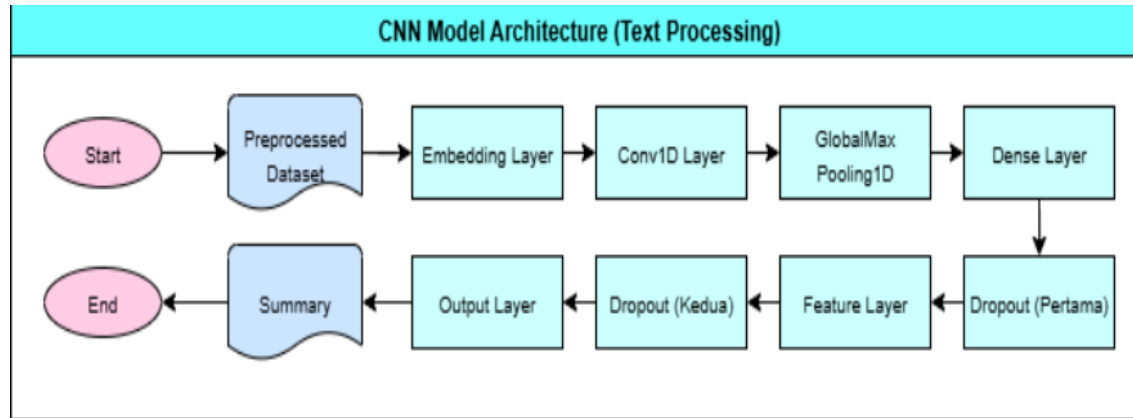 CNN Model Architecture (Text Processing)
Start
Preprocessed
Dataset
Embedding Layer
Conv1D Layer
GlobalMax
Pooling1D
Dense Layer
Dropout (Pertama)
Feature Layer
Dropout (Kedua)
Output Layer
Summary
End